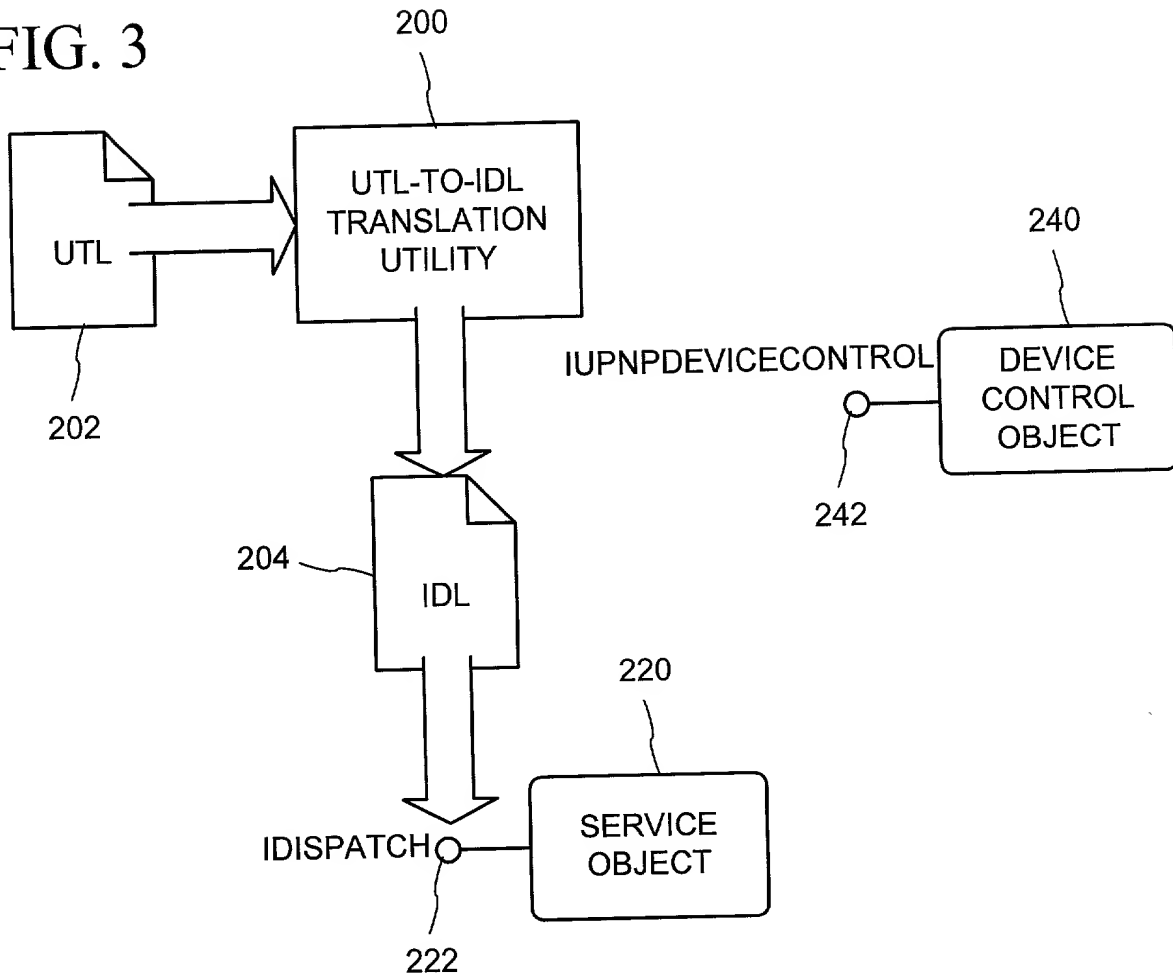 FIG. 3
200
UTL-TO-IDL
TRANSLATION
UTILITY
UTL
202
240
IUPNPDEVICECONTROL
DEVICE
CONTROL
OBJECT
242
204
IDL
220
IDISPATCH
SERVICE
OBJECT
222